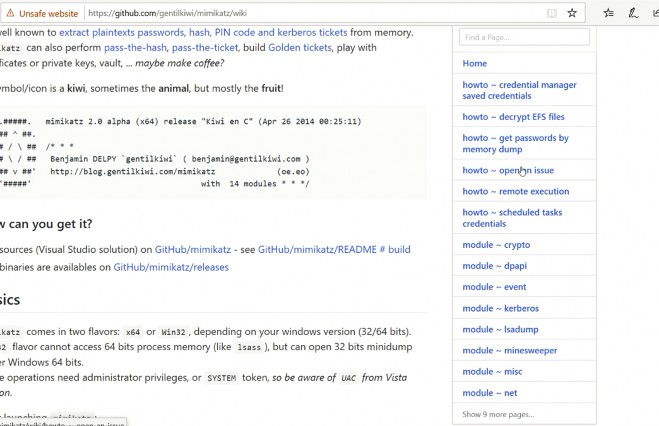 Unsafe website https://github.com/gentilkiwi/mimikatz/wiki
well known to extract plaintexts passwords, hash, PIN code and kerberos tickets from memory.
katz can also perform pass-the-hash, pass-the-ticket, build Golden tickets, play with
ificates or private keys, vault, ... maybe make coffee?
ymbol/icon is a kiwi, sometimes the animal, but mostly the fruit!
.#####. mimikatz 2.0 alpha (x64) release "Kiwi en C" (Apr 26 2014 00:25:11)
## ^ ##.
## / \ ## /* * *
## \ / ## Benjamin DELPY `gentilkiwi` ( benjamin@gentilkiwi.com )
## v ##' http://blog.gentilkiwi.com/mimikatz (oe.eo)
'#####' with 14 modules * * */
w can you get it?
sources (Visual Studio solution) on GitHub/mimikatz - see GitHub/mimikatz/README # build
binaries are available on GitHub/mimikatz/releases
sics
katz comes in two flavors: x64 or Win32, depending on your windows version (32/64 bits).
32 flavor cannot access 64 bits process memory (like lsass), but can open 32 bits minidump
er Windows 64 bits.
e operations need administrator privileges, or SYSTEM token, so be aware of UAC from Vista
on.
Find a Page...
Home
howto ~ credential manager
saved credentials
howto ~ decrypt EFS files
howto ~ get passwords by
memory dump
howto ~ open an issue
howto ~ remote execution
howto ~ scheduled tasks
credentials
module ~ crypto
module ~ dpapi
module ~ event
module ~ kerberos
module ~ lsadump
module ~ minesweeper
module ~ misc
module ~ net
Show 9 more pages...